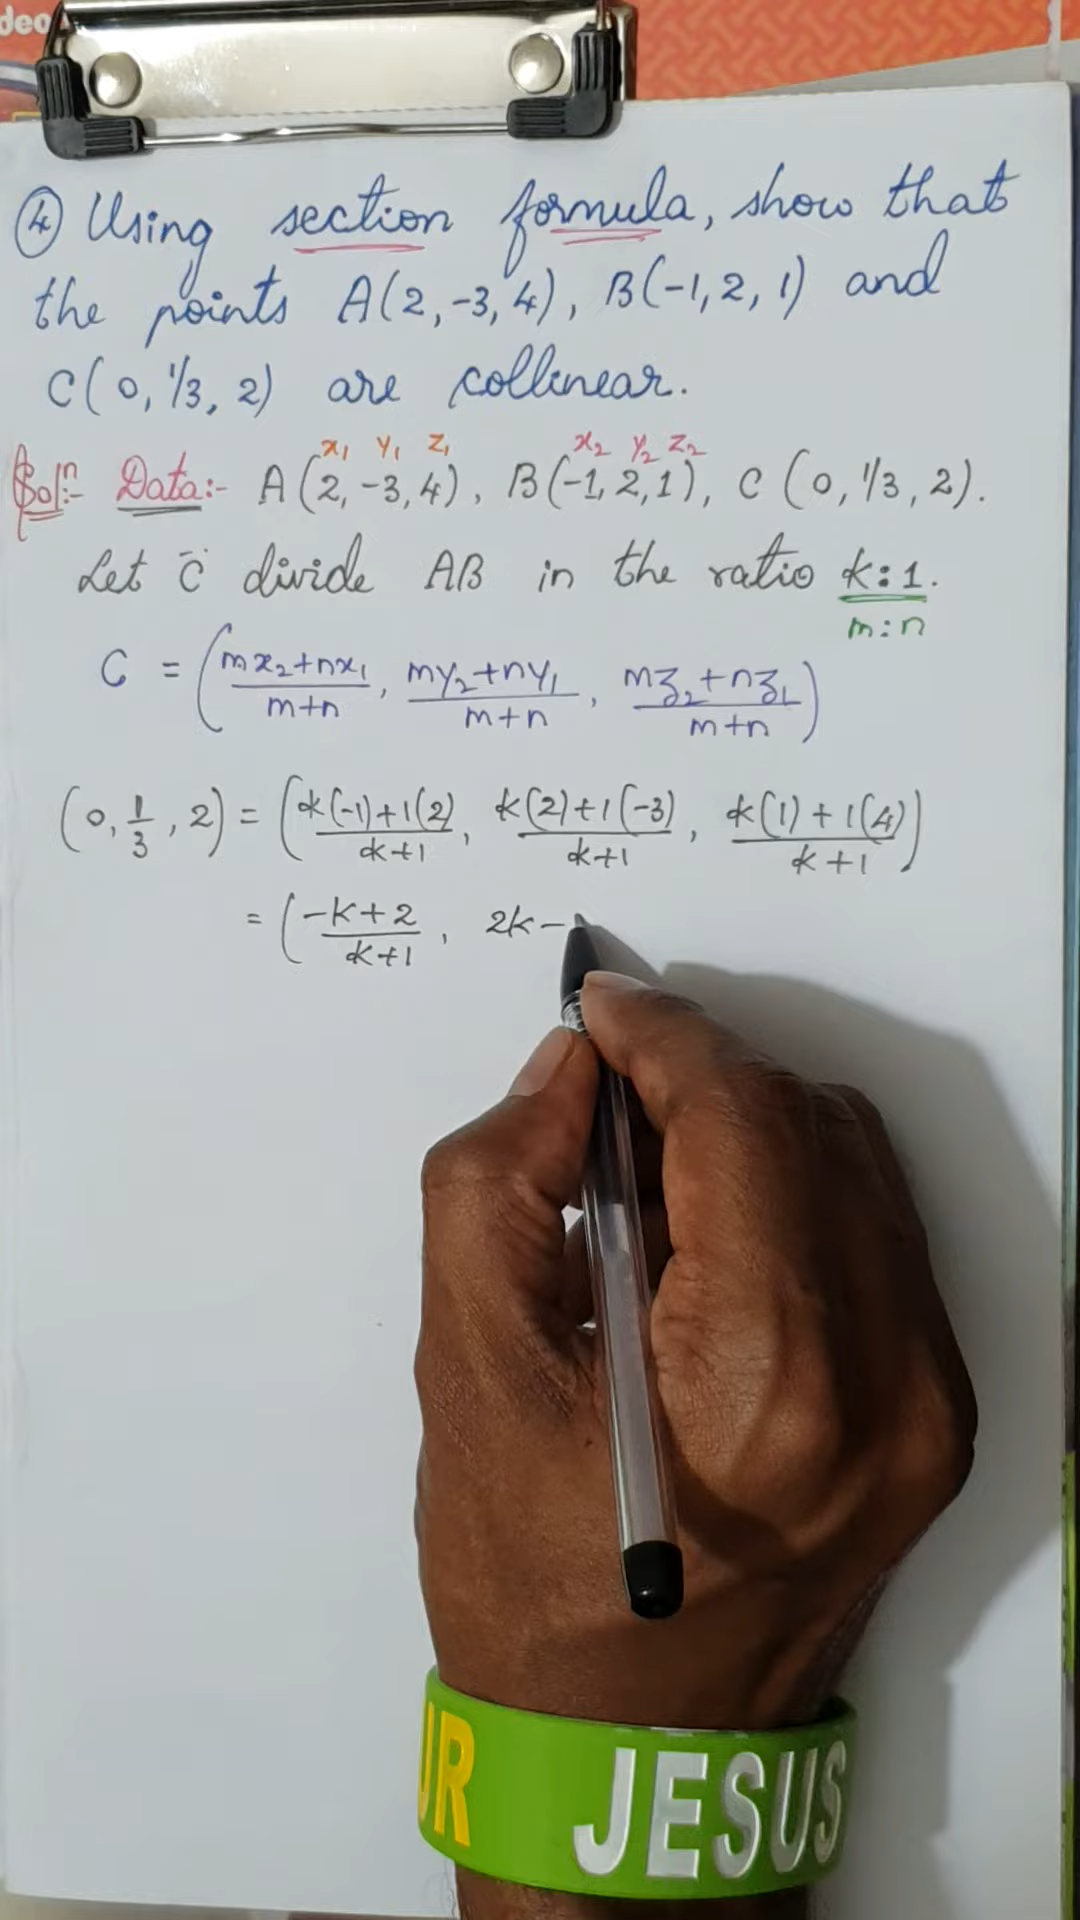 deo
④ Using section formula, show that
the points A(2, -3, 4), B(-1, 2, 1) and
C(0, 1/3, 2) are collinear.
x₁ y₁ z₁ x₂ y₂ z₂
Solⁿ:- Data:- A(2, -3, 4), B(-1, 2, 1), C(0, 1/3, 2).
Let C divide AB in the ratio k:1.
m:n
C = (mx₂+nx₁/m+n, my₂+ny₁/m+n, mz₂+nz₁/m+n)
(0, 1/3, 2) = (k(-1)+1(2)/k+1, k(2)+1(-3)/k+1, k(1)+1(4)/k+1)
= (-k+2/k+1, 2k-
UR JESUS